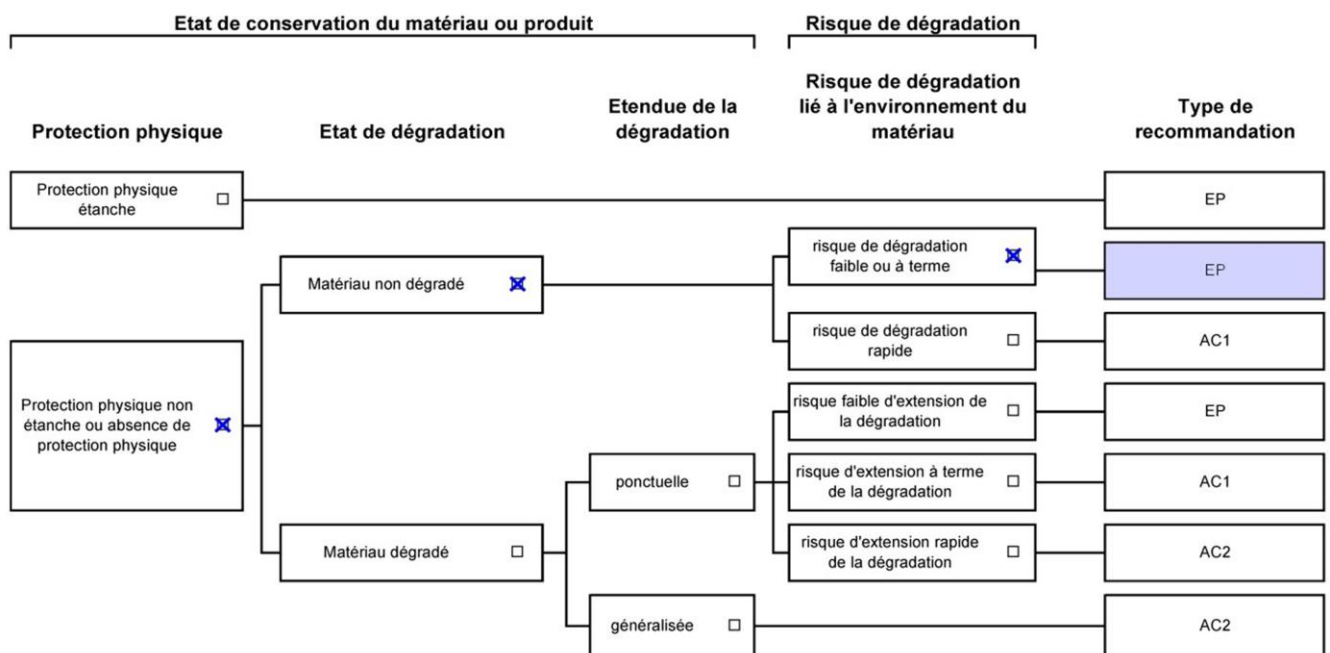 Etat de conservation du matériau ou produit
Risque de dégradation
Protection physique
Etat de dégradation
Etendue de la
dégradation
Risque de dégradation
lié à l'environnement du
matériau
Type de
recommandation
Protection physique
étanche
EP
risque de dégradation
faible ou à terme
EP
Matériau non dégradé
risque de dégradation
rapide
AC1
Protection physique non
étanche ou absence de
protection physique
risque faible d'extension de
la dégradation
EP
ponctuelle
risque d'extension à terme
de la dégradation
AC1
Matériau dégradé
risque d'extension rapide
de la dégradation
AC2
généralisée
AC2